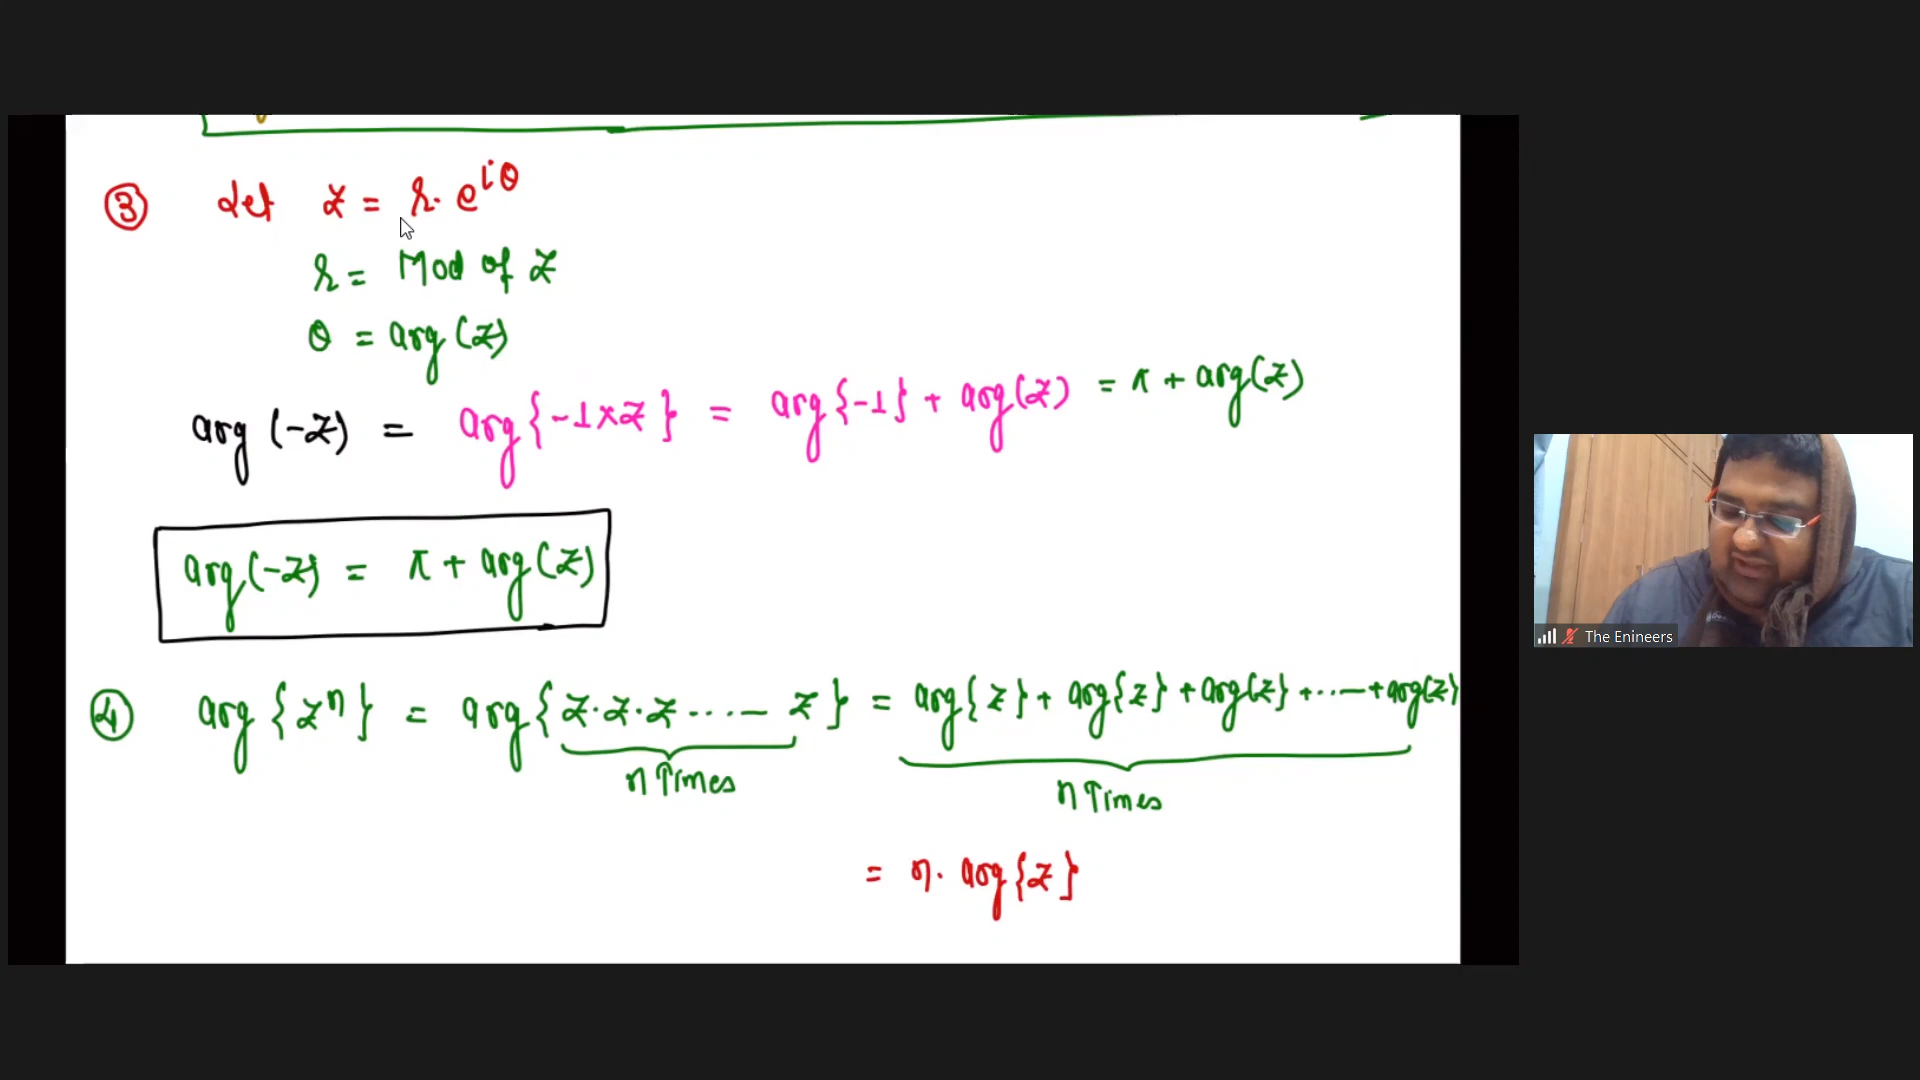 ③ Let z = r. e^{iθ}
r = Mod of z
θ = arg (z)
arg (-z) = arg{-1×z} = arg{-1} + arg(z) = π + arg(z)
arg(-z) = π + arg(z)
④ arg{z^n} = arg{z.z.z...._ z} = arg{z}+ arg{z}+arg(z}+...—+arg(z)
n Times n Times
= n. arg{z}
The Enineers